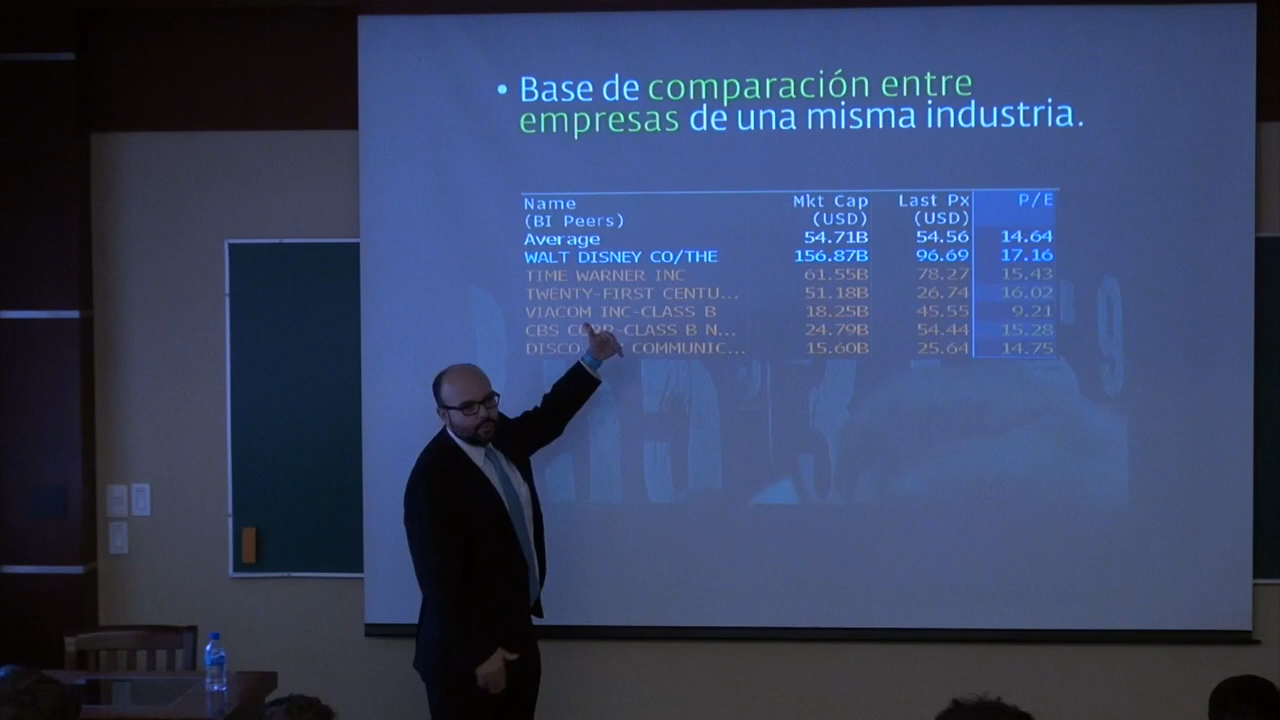 • Base de comparación entre
empresas de una misma industria.
Name Mkt Cap Last Px P/E
(BI Peers) (USD) (USD)
Average 54.71B 54.56 14.64
WALT DISNEY CO/THE 156.87B 96.69 17.16
TIME WARNER INC 61.55B 78.27 15.43
TWENTY-FIRST CENTU... 51.18B 26.74 16.02
VIACOM INC-CLASS B 18.25B 45.55 9.21
CBS CORP-CLASS B N... 24.79B 54.44 15.28
COMMUNIC... 15.60B 25.64 14.75